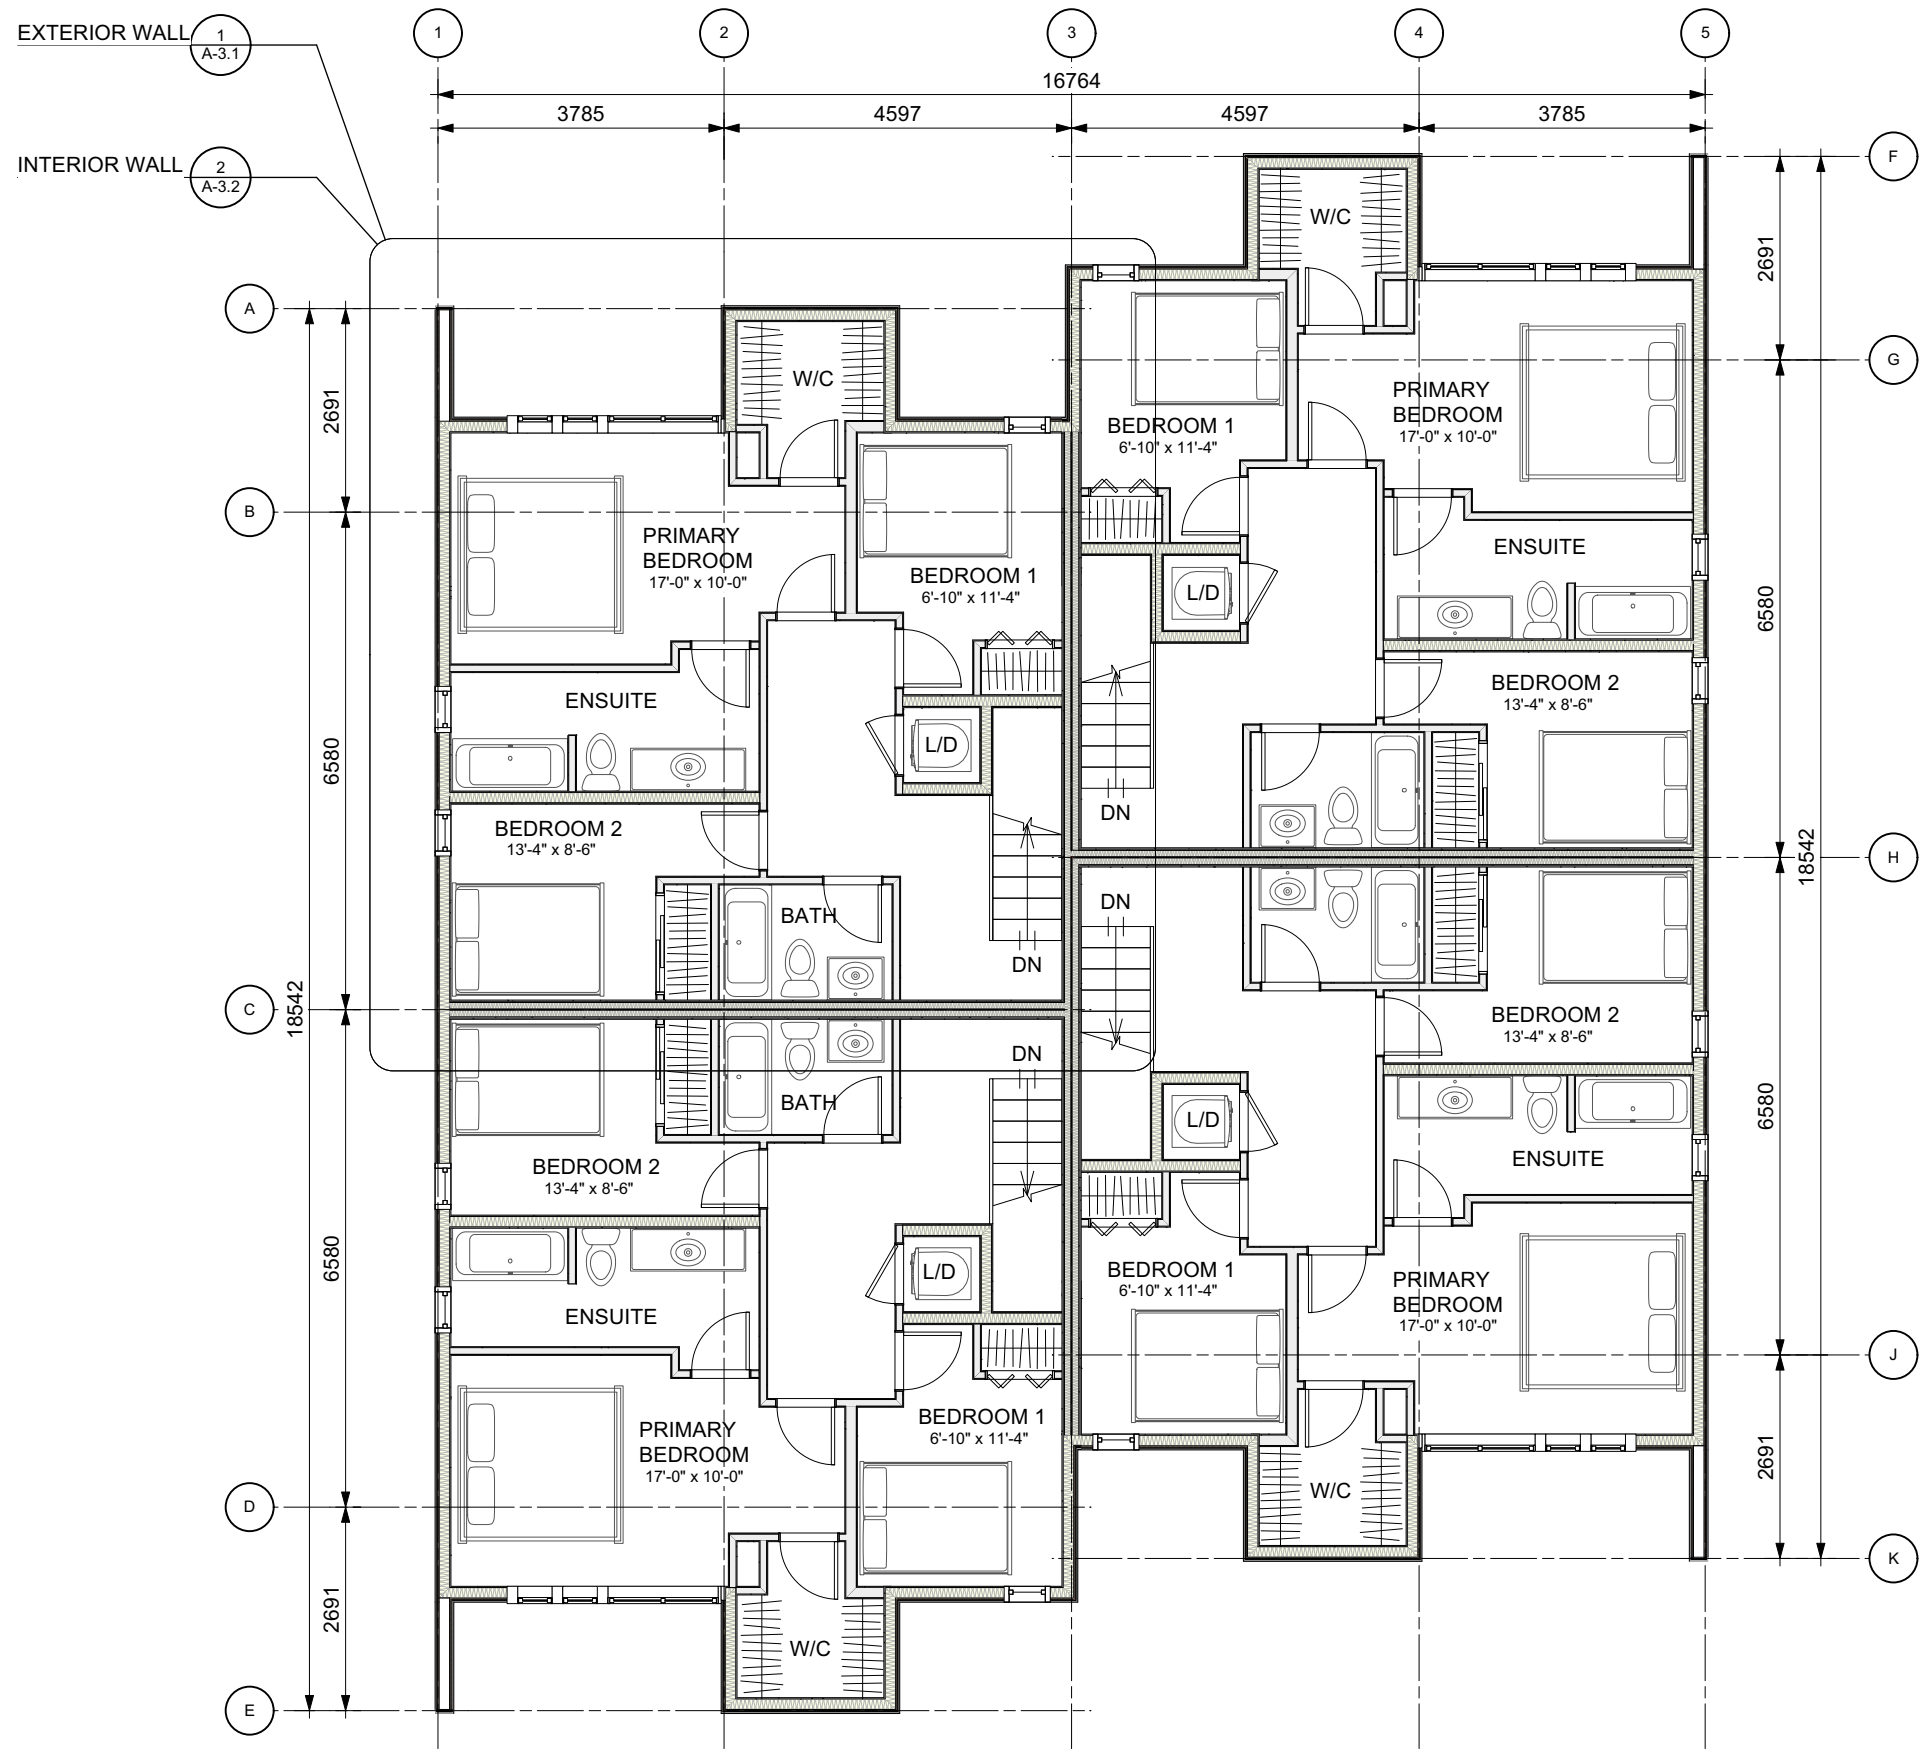 EXTERIOR WALL
1
A-3.1
1
2
3
4
5
16764
3785
4597
4597
3785
INTERIOR WALL
2
A-3.2
F
W/C
2691
A
W/C
G
PRIMARY
BEDROOM
17'-0" x 10'-0"
BEDROOM 1
6'-10" x 11'-4"
2691
B
PRIMARY
BEDROOM
17'-0" x 10'-0"
BEDROOM 1
6'-10" x 11'-4"
ENSUITE
L/D
6580
ENSUITE
BEDROOM 2
13'-4" x 8'-6"
L/D
6580
DN
BEDROOM 2
13'-4" x 8'-6"
H
18542
DN
BATH
DN
C
18542
BEDROOM 2
13'-4" x 8'-6"
DN
BATH
L/D
6580
BEDROOM 2
13'-4" x 8'-6"
ENSUITE
6580
L/D
BEDROOM 1
6'-10" x 11'-4"
PRIMARY
BEDROOM
17'-0" x 10'-0"
ENSUITE
J
BEDROOM 1
6'-10" x 11'-4"
PRIMARY
BEDROOM
17'-0" x 10'-0"
2691
W/C
D
K
2691
W/C
E